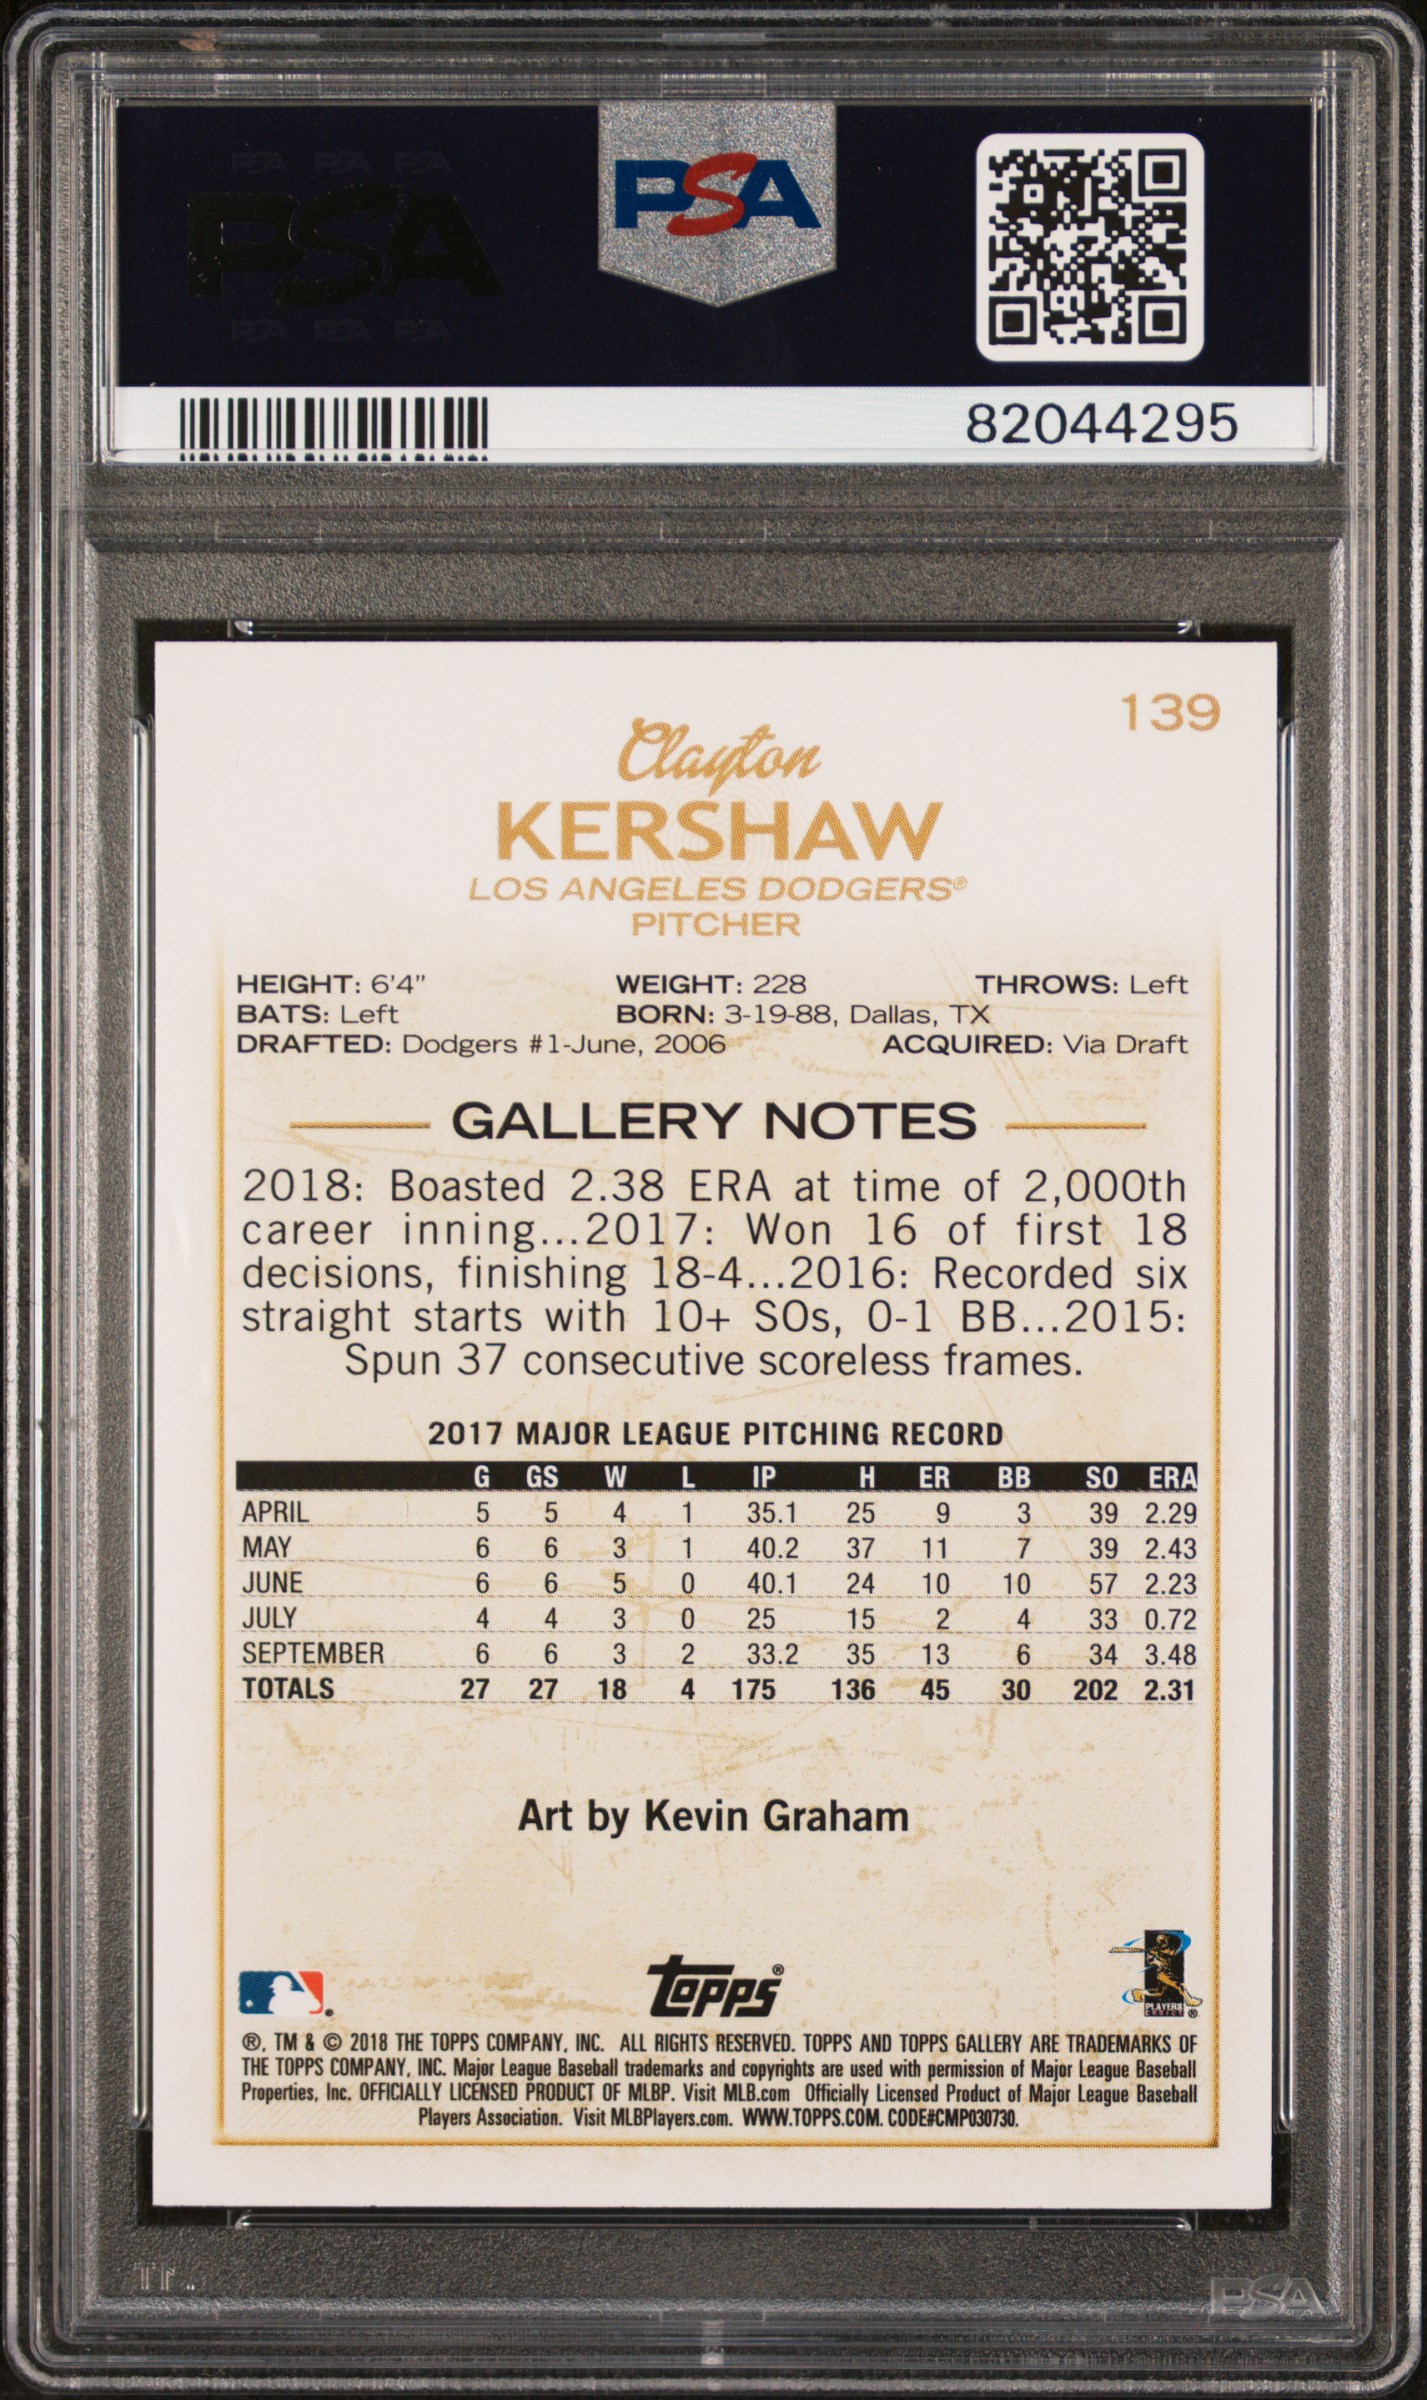 PSA PSA PSA
PSA
PSA
PSA PSA PSA
82044295
139
Clayton
KERSHAW
LOS ANGELES DODGERS®
PITCHER
HEIGHT: 6'4" WEIGHT: 228 THROWS: Left
BATS: Left BORN: 3-19-88, Dallas, TX
DRAFTED: Dodgers #1-June, 2006 ACQUIRED: Via Draft
GALLERY NOTES
2018: Boasted 2.38 ERA at time of 2,000th
career inning...2017: Won 16 of first 18
decisions, finishing 18-4...2016: Recorded six
straight starts with 10+ SOs, 0-1 BB...2015:
Spun 37 consecutive scoreless frames.
2017 MAJOR LEAGUE PITCHING RECORD
G GS W L IP H ER BB SO ERA
APRIL 5 5 4 1 35.1 25 9 3 39 2.29
MAY 6 6 3 1 40.2 37 11 7 39 2.43
JUNE 6 6 5 0 40.1 24 10 10 57 2.23
JULY 4 4 3 0 25 15 2 4 33 0.72
SEPTEMBER 6 6 3 2 33.2 35 13 6 34 3.48
TOTALS 27 27 18 4 175 136 45 30 202 2.31
Art by Kevin Graham
topps®
PLAYERS CHOICE ®
®, TM & © 2018 THE TOPPS COMPANY, INC. ALL RIGHTS RESERVED. TOPPS AND TOPPS GALLERY ARE TRADEMARKS OF
THE TOPPS COMPANY, INC. Major League Baseball trademarks and copyrights are used with permission of Major League Baseball
Properties, Inc. OFFICIALLY LICENSED PRODUCT OF MLBP. Visit MLB.com Officially Licensed Product of Major League Baseball
Players Association. Visit MLBPlayers.com. WWW.TOPPS.COM. CODE#CMP030730.
PSA